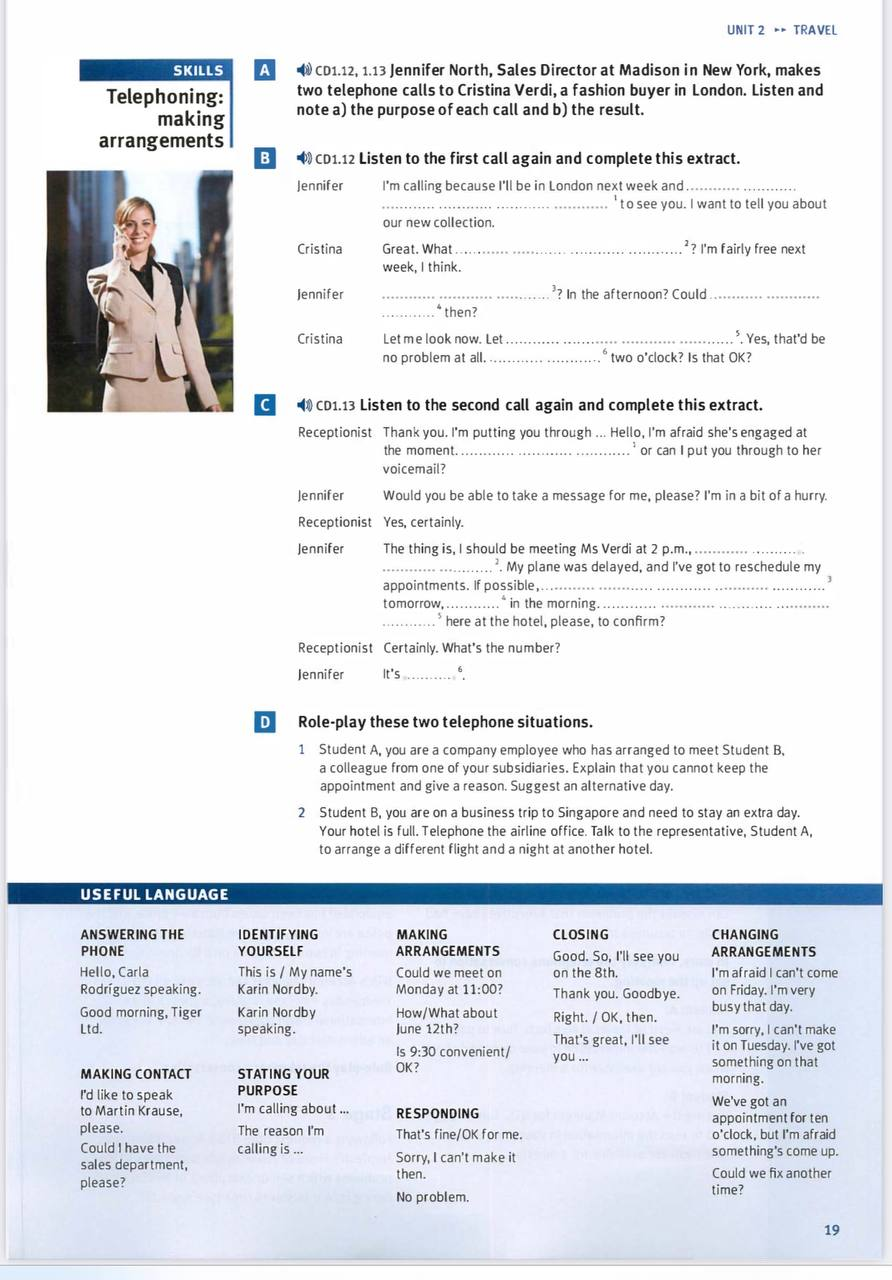 UNIT 2 ►► TRAVEL
SKILLS
Telephoning:
making
arrangements
A
CD1.12, 1.13 Jennifer North, Sales Director at Madison in New York, makes
two telephone calls to Cristina Verdi, a fashion buyer in London. Listen and
note a) the purpose of each call and b) the result.
B
CD1.12 Listen to the first call again and complete this extract.
Jennifer I'm calling because I'll be in London next week and ............ ............
............ ............ ............ ............ ¹ to see you. I want to tell you about
our new collection.
Cristina Great. What ............ ............ ............ ............ ²? I'm fairly free next
week, I think.
Jennifer ............ ............ ............ ³? In the afternoon? Could ............ ............
............ ⁴ then?
Cristina Let me look now. Let ............ ............ ............ ............ ⁵. Yes, that'd be
no problem at all. ............ ............ ⁶ two o'clock? Is that OK?
C
CD1.13 Listen to the second call again and complete this extract.
Receptionist Thank you. I'm putting you through ... Hello, I'm afraid she's engaged at
the moment. ............ ............ ............ ¹ or can I put you through to her
voicemail?
Jennifer Would you be able to take a message for me, please? I'm in a bit of a hurry.
Receptionist Yes, certainly.
Jennifer The thing is, I should be meeting Ms Verdi at 2 p.m., ............ ............
............ ............ ². My plane was delayed, and I've got to reschedule my
appointments. If possible, ............ ............ ............ ............ ............ ³
tomorrow, ............ ⁴ in the morning. ............ ............ ............ ............
............ ⁵ here at the hotel, please, to confirm?
Receptionist Certainly. What's the number?
Jennifer It's ............ ⁶.
D
Role-play these two telephone situations.
1 Student A, you are a company employee who has arranged to meet Student B,
a colleague from one of your subsidiaries. Explain that you cannot keep the
appointment and give a reason. Suggest an alternative day.
2 Student B, you are on a business trip to Singapore and need to stay an extra day.
Your hotel is full. Telephone the airline office. Talk to the representative, Student A,
to arrange a different flight and a night at another hotel.
USEFUL LANGUAGE
ANSWERING THE
PHONE
Hello, Carla
Rodríguez speaking.
Good morning, Tiger
Ltd.
MAKING CONTACT
I'd like to speak
to Martin Krause,
please.
Could I have the
sales department,
please?
IDENTIFYING
YOURSELF
This is / My name's
Karin Nordby.
Karin Nordby
speaking.
STATING YOUR
PURPOSE
I'm calling about ...
The reason I'm
calling is ...
MAKING
ARRANGEMENTS
Could we meet on
Monday at 11:00?
How/What about
June 12th?
Is 9:30 convenient/
OK?
RESPONDING
That's fine/OK for me.
Sorry, I can't make it
then.
No problem.
CLOSING
Good. So, I'll see you
on the 8th.
Thank you. Goodbye.
Right. / OK, then.
That's great, I'll see
you ...
CHANGING
ARRANGEMENTS
I'm afraid I can't come
on Friday. I'm very
busy that day.
I'm sorry, I can't make
it on Tuesday. I've got
something on that
morning.
We've got an
appointment for ten
o'clock, but I'm afraid
something's come up.
Could we fix another
time?
19